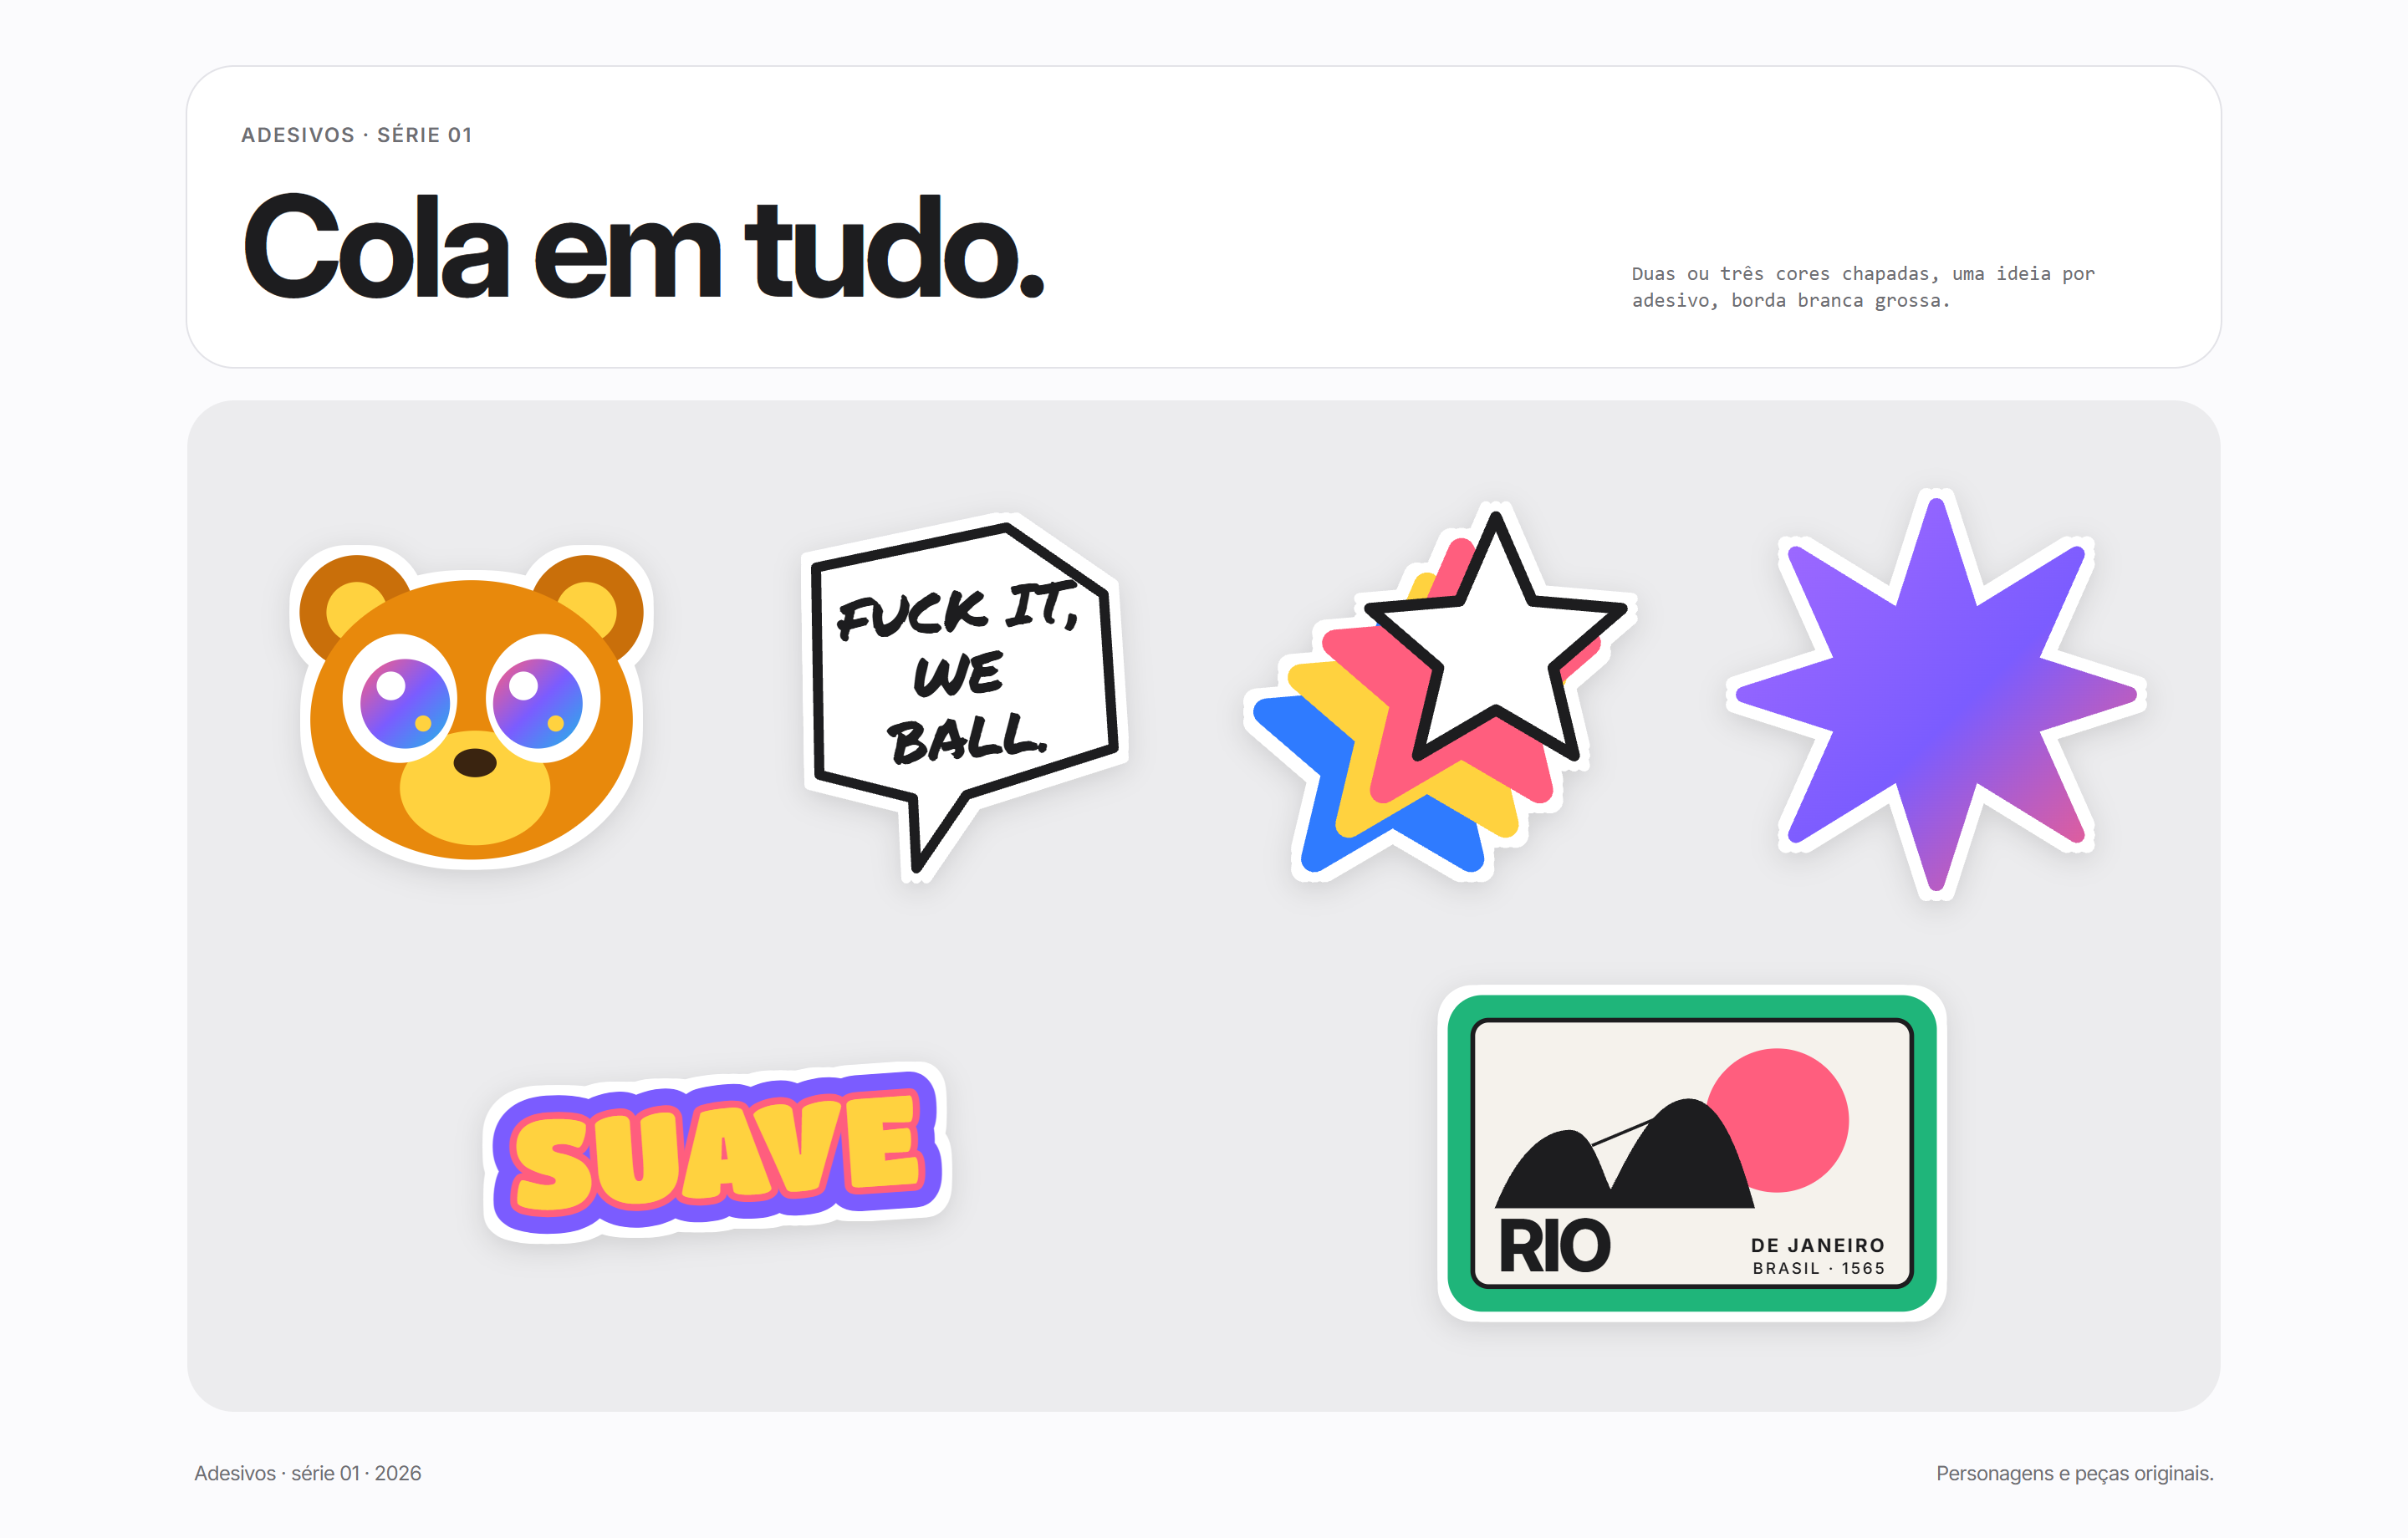 ADESIVOS · SÉRIE 01
Cola em tudo.
Duas ou três cores chapadas, uma ideia por
adesivo, borda branca grossa.
FUCK IT,
WE
BALL.
SUAVE
RIO
DE JANEIRO
BRASIL · 1565
Adesivos · série 01 · 2026
Personagens e peças originais.